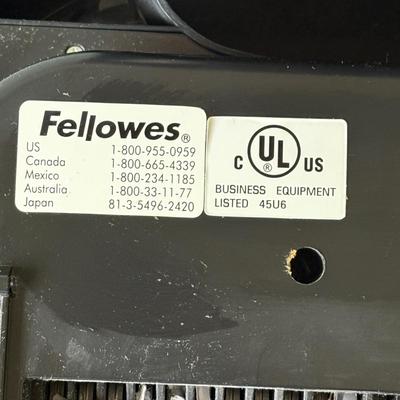 Fellowes®
US 1-800-955-0959
Canada 1-800-665-4339
Mexico 1-800-234-1185
Australia 1-800-33-11-77
Japan 81-3-5496-2420
C UL® US
BUSINESS EQUIPMENT
LISTED 45U6